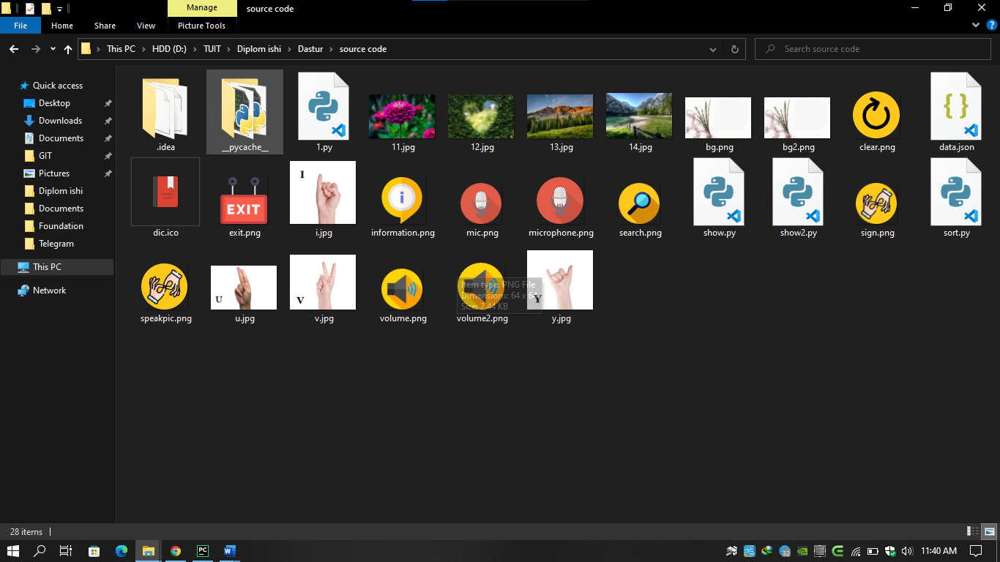 Manage
source code
File
Home
Share
View
Picture Tools
This PC
HDD (D:)
TUIT
Diplom ishi
Dastur
source code
Search source code
Quick access
Desktop
Downloads
Documents
GIT
Pictures
Diplom ishi
Documents
Foundation
Telegram
This PC
Network
.idea
__pycache__
1.py
11.jpg
12.jpg
13.jpg
14.jpg
bg.png
bg2.png
clear.png
data.json
I
EXIT
dic.ico
exit.png
i.jpg
information.png
mic.png
microphone.png
search.png
show.py
show2.py
sign.png
sort.py
U
V
Y
Item type: PNG File
Dimensions: 64 x 64
Size: 2.44 KB
speakpic.png
u.jpg
v.jpg
volume.png
volume2.png
y.jpg
28 items
PC
W
32
11:40 AM